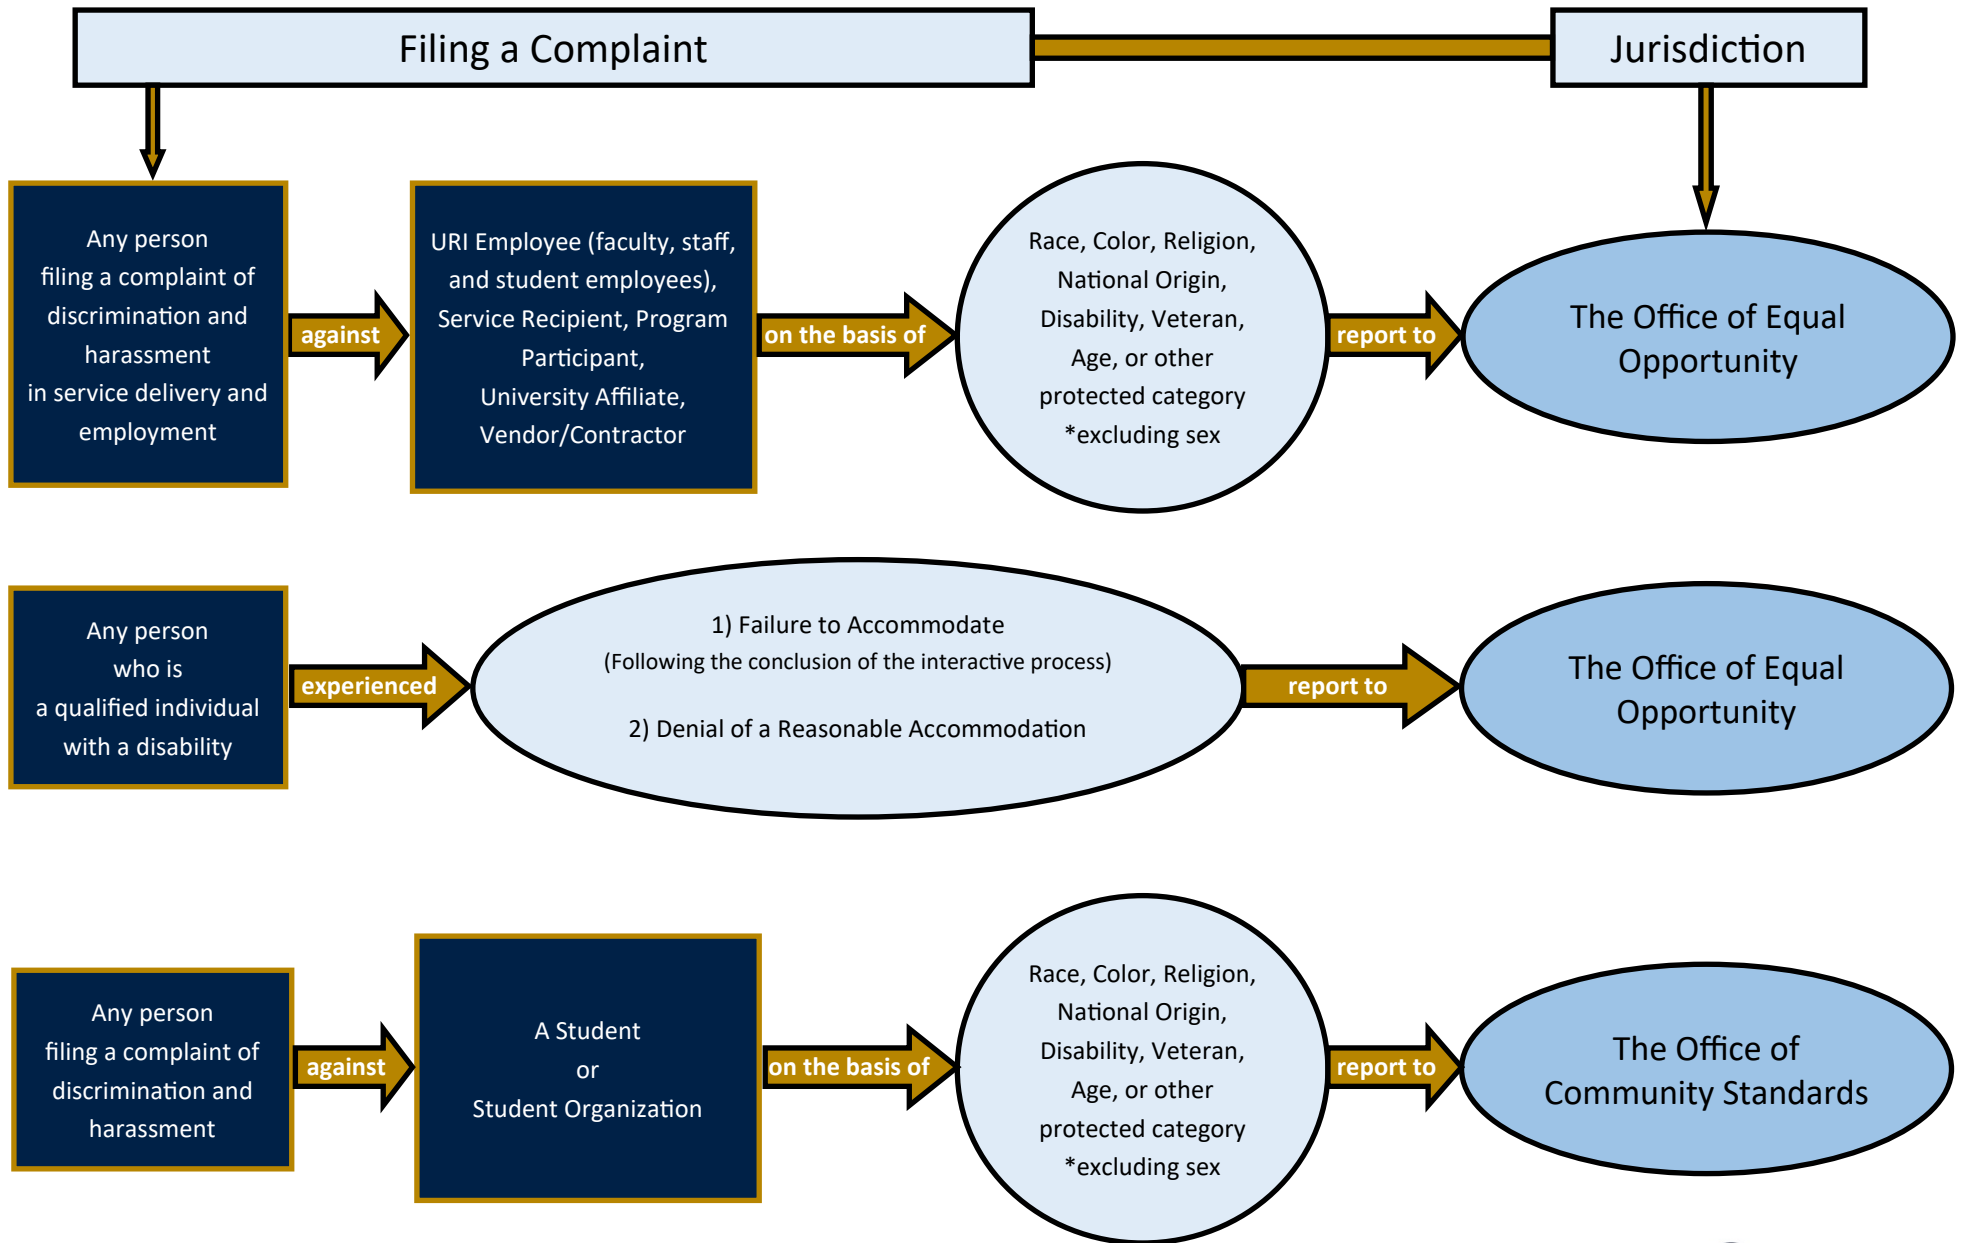 Filing a Complaint
Jurisdiction
Any person
filing a complaint of
discrimination and
harassment
in service delivery and
employment
against
URI Employee (faculty, staff,
and student employees),
Service Recipient, Program
Participant,
University Affiliate,
Vendor/Contractor
on the basis of
Race, Color, Religion,
National Origin,
Disability, Veteran,
Age, or other
protected category
*excluding sex
report to
The Office of Equal
Opportunity
Any person
who is
a qualified individual
with a disability
experienced
1) Failure to Accommodate
(Following the conclusion of the interactive process)
2) Denial of a Reasonable Accommodation
report to
The Office of Equal
Opportunity
Any person
filing a complaint of
discrimination and
harassment
against
A Student
or
Student Organization
on the basis of
Race, Color, Religion,
National Origin,
Disability, Veteran,
Age, or other
protected category
*excluding sex
report to
The Office of
Community Standards